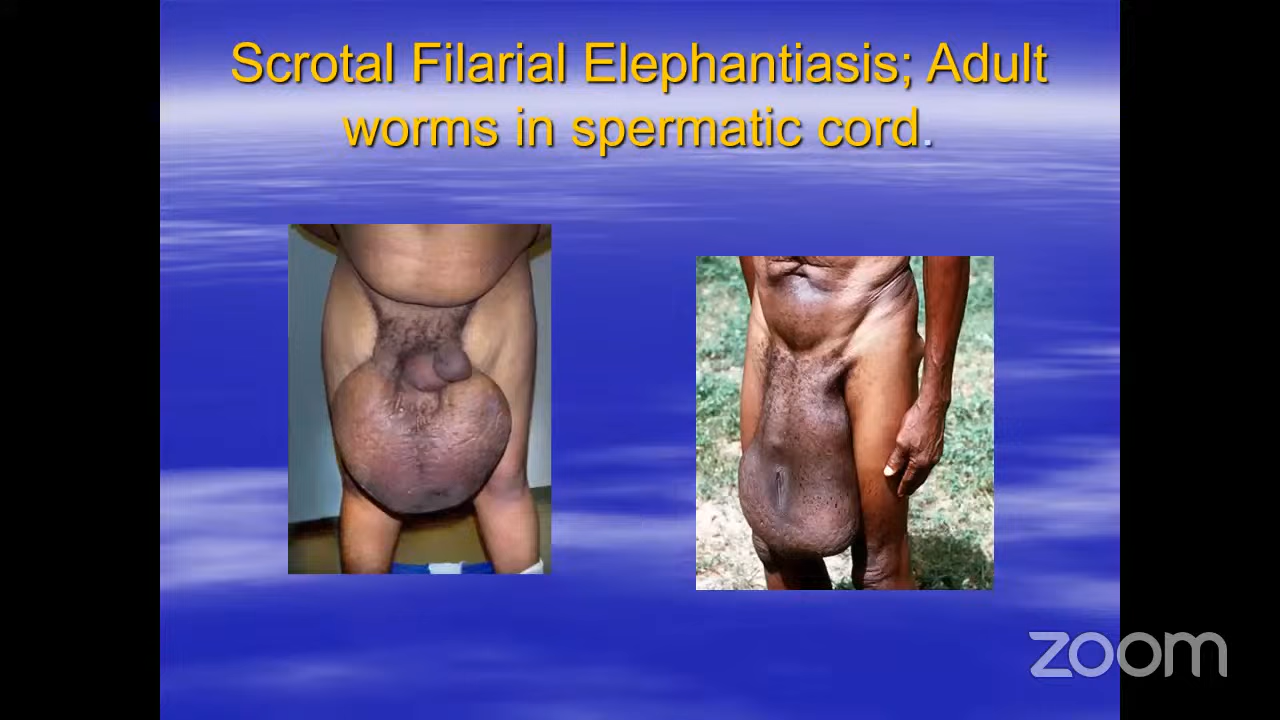 Scrotal Filarial Elephantiasis; Adult
worms in spermatic cord.
zoom